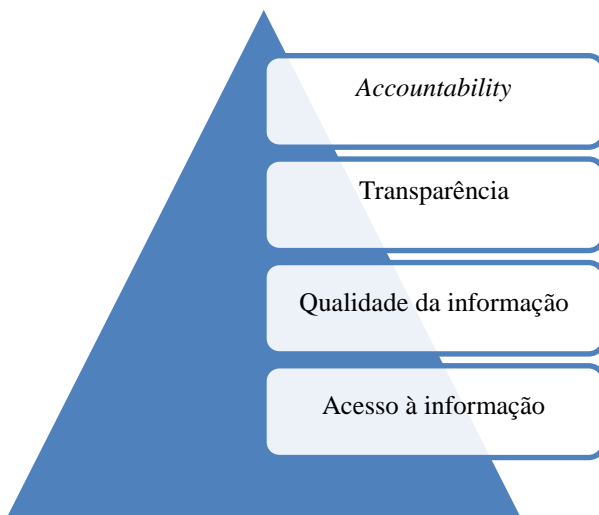 Accountability
Transparência
Qualidade da informação
Acesso à informação